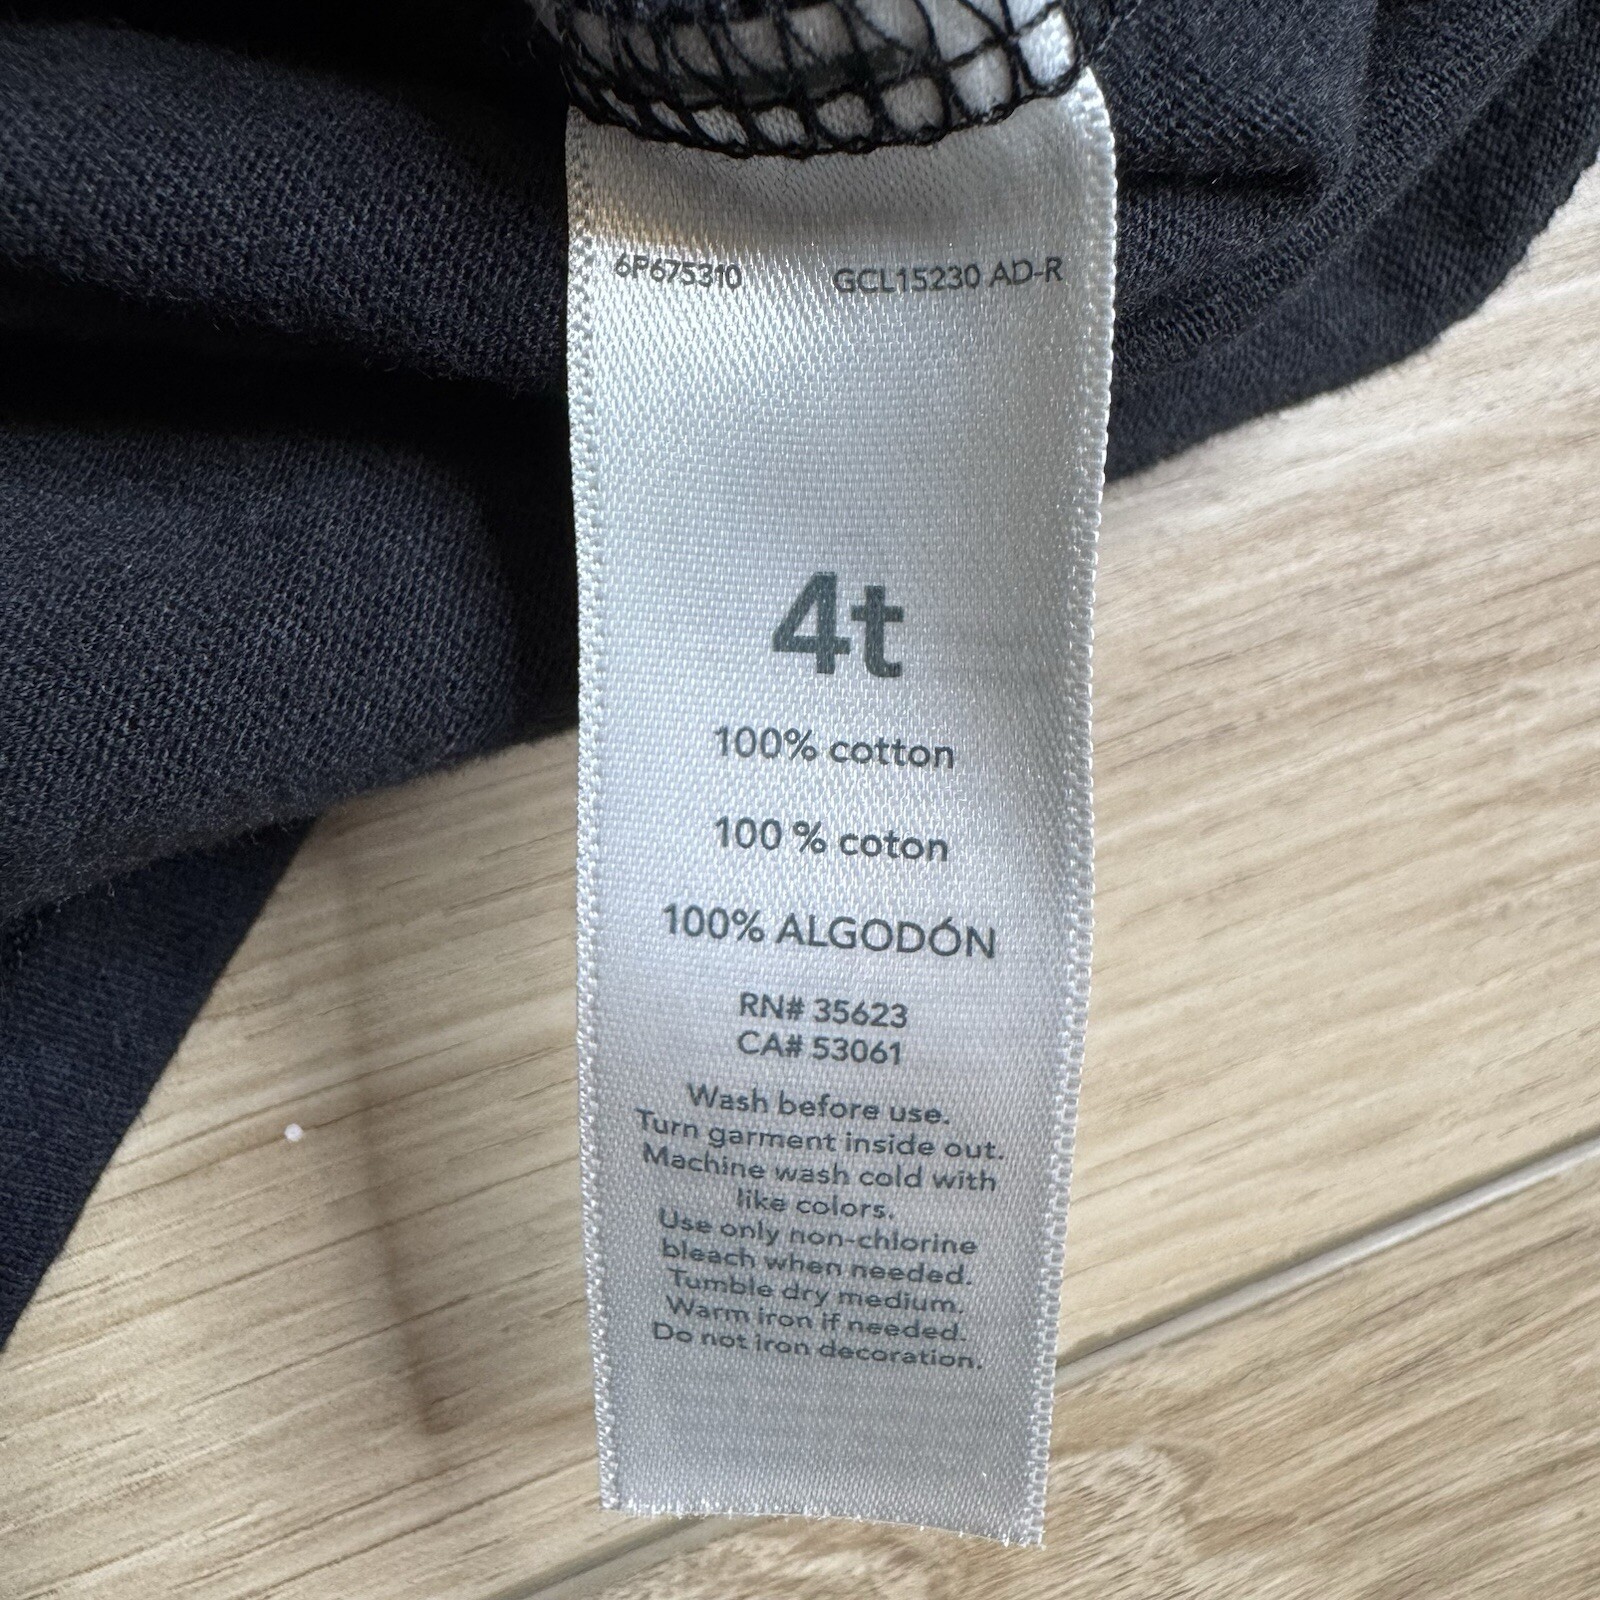 6P675310 GCL15230 AD-R
4t
100% cotton
100 % coton
100% ALGODÓN
RN# 35623
CA# 53061
Wash before use.
Turn garment inside out.
Machine wash cold with
like colors.
Use only non-chlorine
bleach when needed.
Tumble dry medium.
Warm iron if needed.
Do not iron decoration.